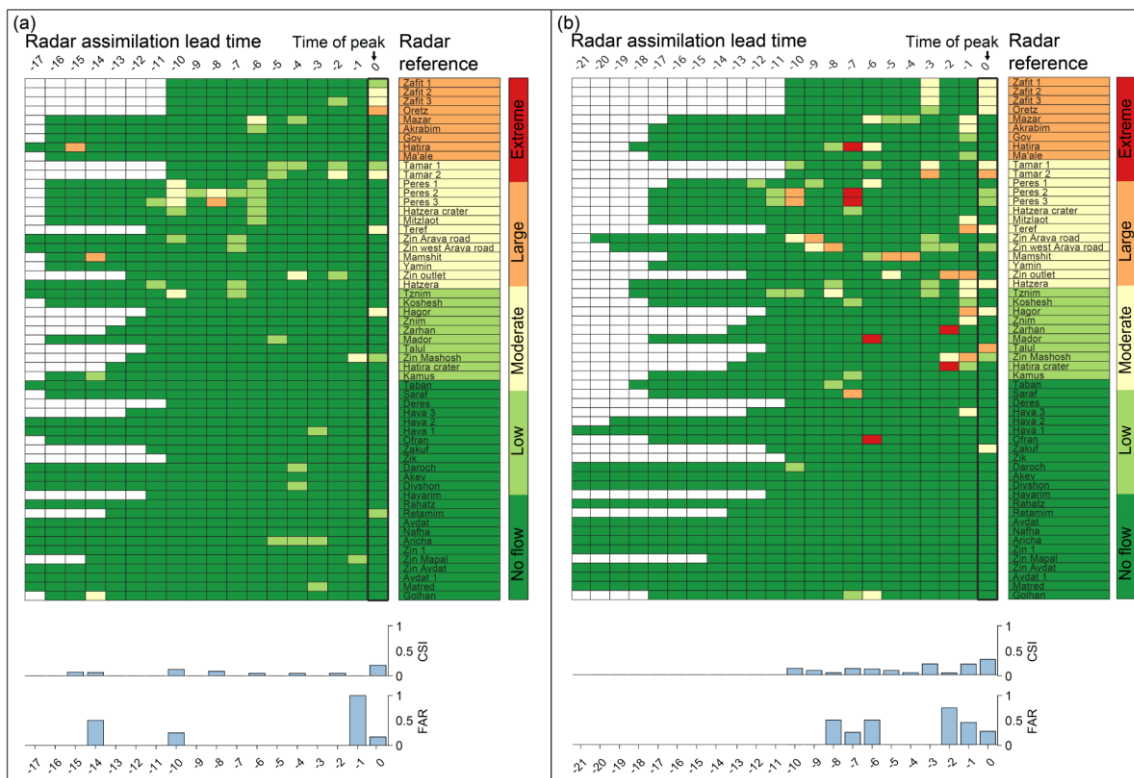 (a)
Radar assimilation lead time
Time of peak
Radar reference
-17 -16 -15 -14 -13 -12 -11 -10 -9 -8 -7 -6 -5 -4 -3 -2 -1 0
Zafit 1
Zafit 2
Zafit 3
Oretz
Mazar
Akrabim
Gov
Hatira
Ma'ale
Tamar 1
Tamar 2
Peres 1
Peres 2
Peres 3
Hatzera crater
Mitzlaot
Teref
Zin Arava road
Zin west Arava road
Mamshit
Yamin
Zin outlet
Hatzera
Tznim
Koshesh
Hagor
Znim
Zarhan
Mador
Talul
Zin Mashosh
Hatira crater
Kamus
Taban
Saraf
Deres
Hava 3
Hava 2
Hava 1
Ofran
Zakuf
Zik
Daroch
Akev
Divshon
Havarim
Rahatz
Retamim
Avdat
Nafha
Aricha
Zin 1
Zin Mapal
Zin Avdat
Avdat 1
Matred
Golhan
Extreme
Large
Moderate
Low
No flow
1
0.5
0
CSI
1
0.5
0
FAR
-17 -16 -15 -14 -13 -12 -11 -10 -9 -8 -7 -6 -5 -4 -3 -2 -1 0
(b)
Radar assimilation lead time
Time of peak
Radar reference
-21 -20 -19 -18 -17 -16 -15 -14 -13 -12 -11 -10 -9 -8 -7 -6 -5 -4 -3 -2 -1 0
Zafit 1
Zafit 2
Zafit 3
Oretz
Mazar
Akrabim
Gov
Hatira
Ma'ale
Tamar 1
Tamar 2
Peres 1
Peres 2
Peres 3
Hatzera crater
Mitzlaot
Teref
Zin Arava road
Zin west Arava road
Mamshit
Yamin
Zin outlet
Hatzera
Tznim
Koshesh
Hagor
Znim
Zarhan
Mador
Talul
Zin Mashosh
Hatira crater
Kamus
Taban
Saraf
Deres
Hava 3
Hava 2
Hava 1
Ofran
Zakuf
Zik
Daroch
Akev
Divshon
Havarim
Rahatz
Retamim
Avdat
Nafha
Aricha
Zin 1
Zin Mapal
Zin Avdat
Avdat 1
Matred
Golhan
Extreme
Large
Moderate
Low
No flow
1
0.5
0
CSI
1
0.5
0
FAR
-21 -20 -19 -18 -17 -16 -15 -14 -13 -12 -11 -10 -9 -8 -7 -6 -5 -4 -3 -2 -1 0